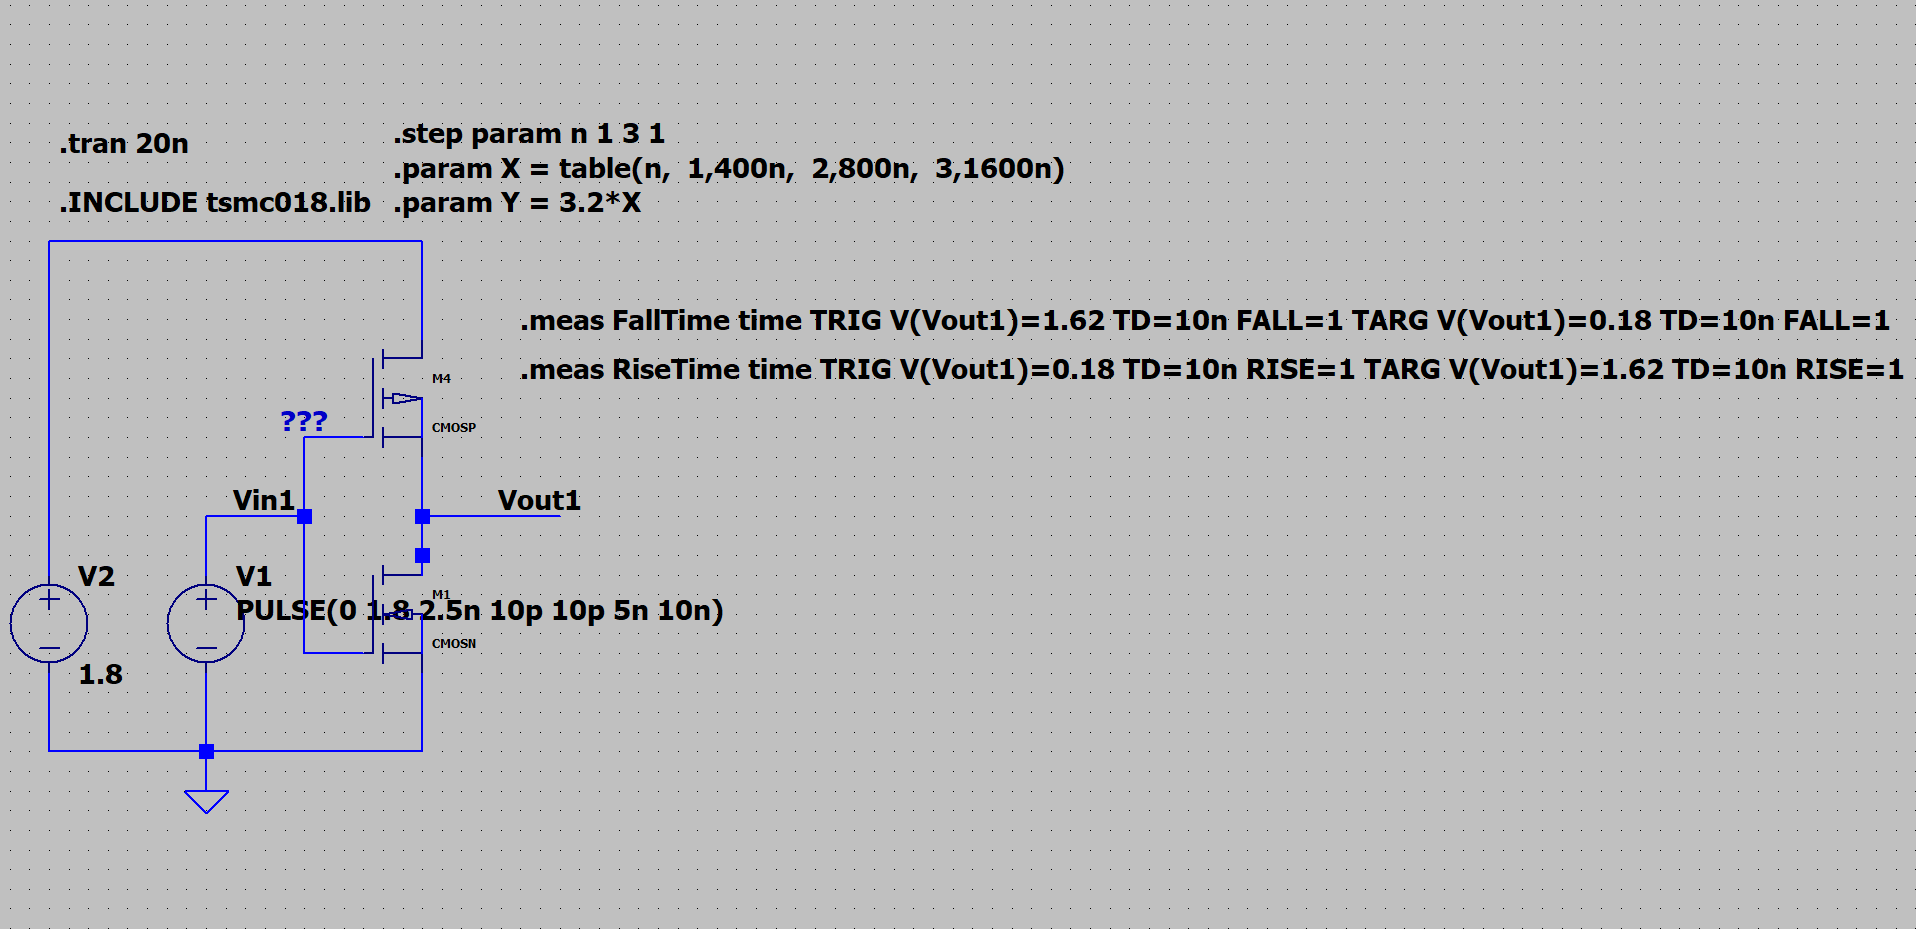 .tran 20n
.step param n 1 3 1
.param X = table(n, 1,400n, 2,800n, 3,1600n)
.INCLUDE tsmc018.lib
.param Y = 3.2*X
.meas FallTime time TRIG V(Vout1)=1.62 TD=10n FALL=1 TARG V(Vout1)=0.18 TD=10n FALL=1
.meas RiseTime time TRIG V(Vout1)=0.18 TD=10n RISE=1 TARG V(Vout1)=1.62 TD=10n RISE=1
M4
???
CMOSP
Vin1
Vout1
V2
V1
M1
PULSE(0 1.8 2.5n 10p 10p 5n 10n)
CMOSN
1.8